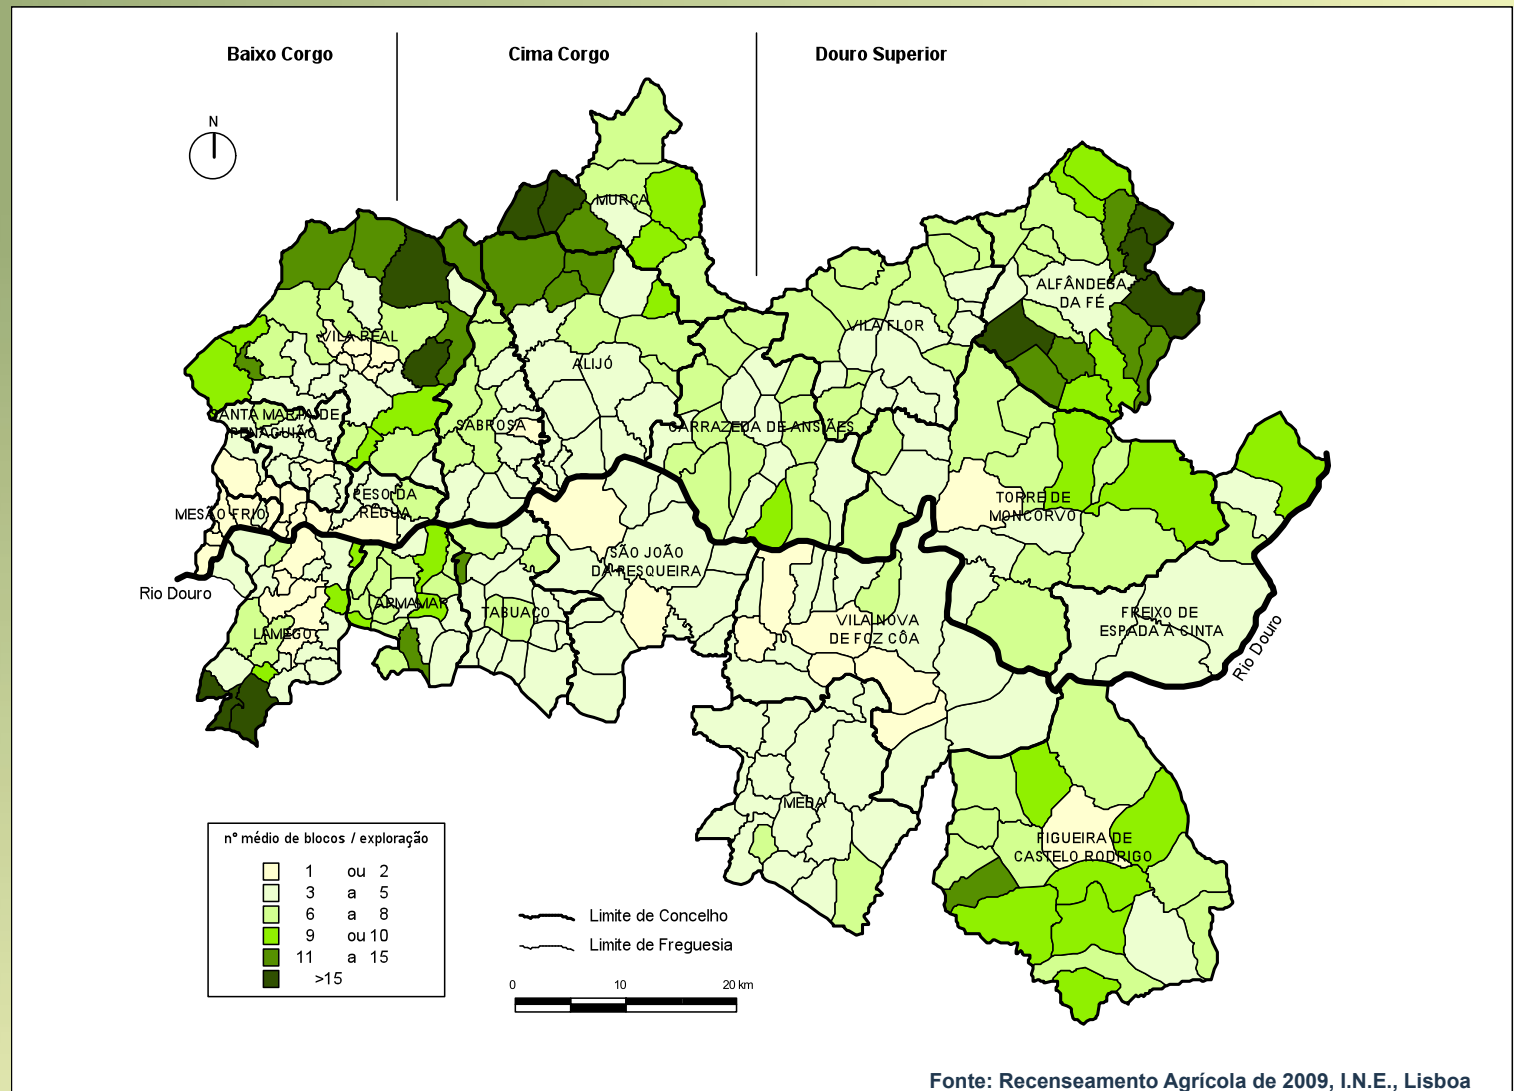 Baixo Corgo
Cima Corgo
Douro Superior
N
MURÇA
ALFÂNDEGA
DA FÉ
VILA REAL
VILA FLOR
ALIJÓ
SANTA MARTA DE
PENAGUIÃO
SABROSA
CARRAZEDA DE ANSIÃES
PESO DA
RÉGUA
MESÃO FRIO
TORRE DE
MONCORVO
SÃO JOÃO
DA PESQUEIRA
Rio Douro
ARMAMAR
TABUAÇO
LAMEGO
VILA NOVA
DE FOZ CÔA
FREIXO DE
ESPADA À CINTA
Rio Douro
MEDA
FIGUEIRA DE
CASTELO RODRIGO
n° médio de blocos / exploração
1 ou 2
3 a 5
6 a 8
9 ou 10
11 a 15
>15
Limite de Concelho
Limite de Freguesia
0 10 20 km
Fonte: Recenseamento Agrícola de 2009, I.N.E., Lisboa